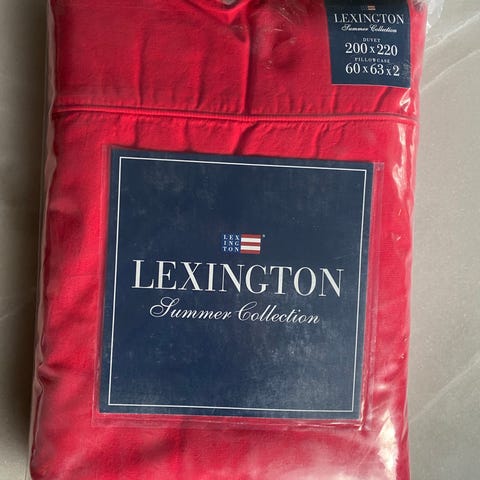 LEXINGTON
Summer Collection
DUVET
200 x 220
PILLOWCASE
60 x 63 x 2
LEX
ING
TON
®
LEXINGTON
Summer Collection